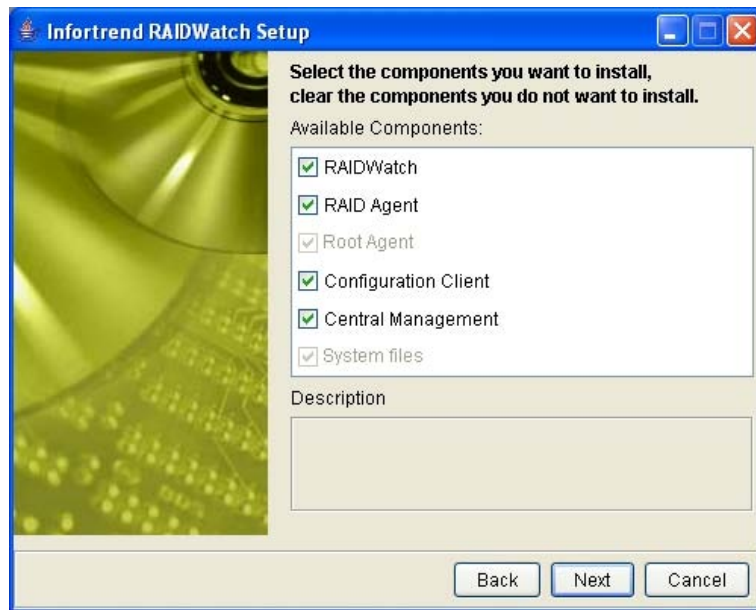 Infortrend RAIDWatch Setup
Select the components you want to install,
clear the components you do not want to install.
Available Components:
RAIDWatch
RAID Agent
Root Agent
Configuration Client
Central Management
System files
Description
Back Next Cancel